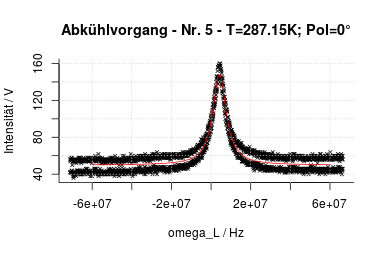 Abkühlvorgang - Nr. 5 - T=287.15K; Pol=0°
Intensität / V
160
120
80
40
-6e+07 -2e+07 2e+07 6e+07
omega_L / Hz